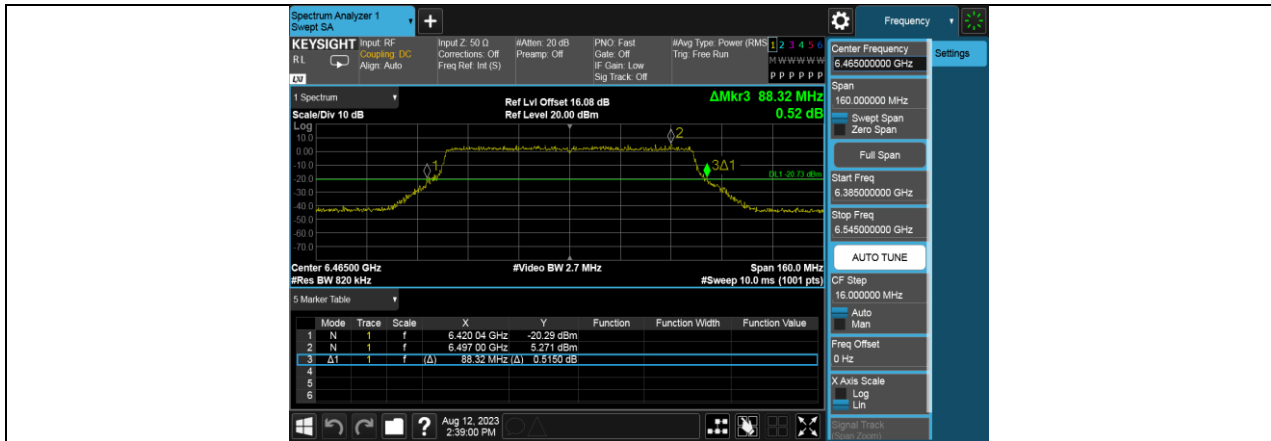 Spectrum Analyzer 1
Swept SA
+
Frequency
KEYSIGHT Input: RF Input Z: 50 Ω #Atten: 20 dB PNO: Fast #Avg Type: Power (RMS 1 2 3 4 5 6
RL Coupling: DC Corrections: Off Preamp: Off Gate: Off Trig: Free Run M W W W W W
Align: Auto Freq Ref: Int (S) IF Gain: Low P P P P P P
LXI Sig Track: Off
1 Spectrum
Ref Lvl Offset 16.08 dB ΔMkr3 88.32 MHz
Scale/Div 10 dB Ref Level 20.00 dBm 0.52 dB
Log
10.0
0.00
-10.0
-20.0
-30.0
-40.0
-50.0
-60.0
-70.0
1
2
3Δ1
DL1 -20.73 dBm
Center 6.46500 GHz #Video BW 2.7 MHz Span 160.0 MHz
#Res BW 820 kHz #Sweep 10.0 ms (1001 pts)
5 Marker Table
Mode Trace Scale X Y Function Function Width Function Value
1 N 1 f 6.420 04 GHz -20.29 dBm
2 N 1 f 6.497 00 GHz 5.271 dBm
3 Δ1 1 f (Δ) 88.32 MHz (Δ) 0.5150 dB
4
5
6
?
Aug 12, 2023
2:39:00 PM
Settings
Center Frequency
6.465000000 GHz
Span
160.000000 MHz
Swept Span
Zero Span
Full Span
Start Freq
6.385000000 GHz
Stop Freq
6.545000000 GHz
AUTO TUNE
CF Step
16.000000 MHz
Auto
Man
Freq Offset
0 Hz
X Axis Scale
Log
Lin
Signal Track
(Span Zoom)